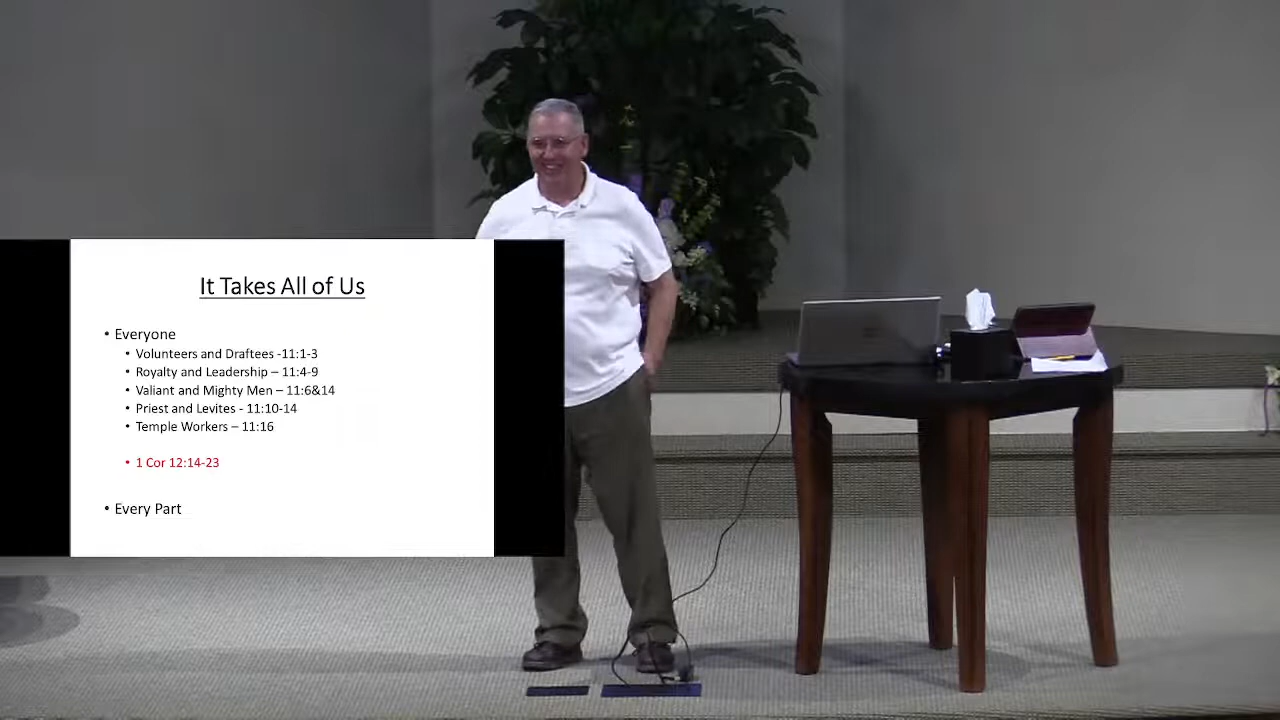 It Takes All of Us
• Everyone
• Volunteers and Draftees -11:1-3
• Royalty and Leadership – 11:4-9
• Valiant and Mighty Men – 11:6&14
• Priest and Levites - 11:10-14
• Temple Workers – 11:16
• 1 Cor 12:14-23
• Every Part